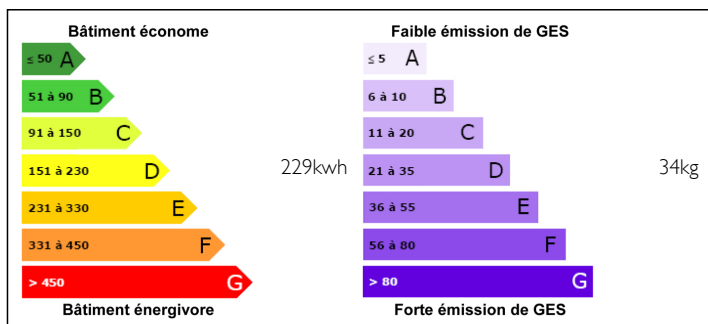 Bâtiment économe
≤ 50 A
51 à 90 B
91 à 150 C
151 à 230 D
229kwh
231 à 330 E
331 à 450 F
> 450 G
Bâtiment énergivore
Faible émission de GES
≤ 5 A
6 à 10 B
11 à 20 C
21 à 35 D
34kg
36 à 55 E
56 à 80 F
> 80 G
Forte émission de GES